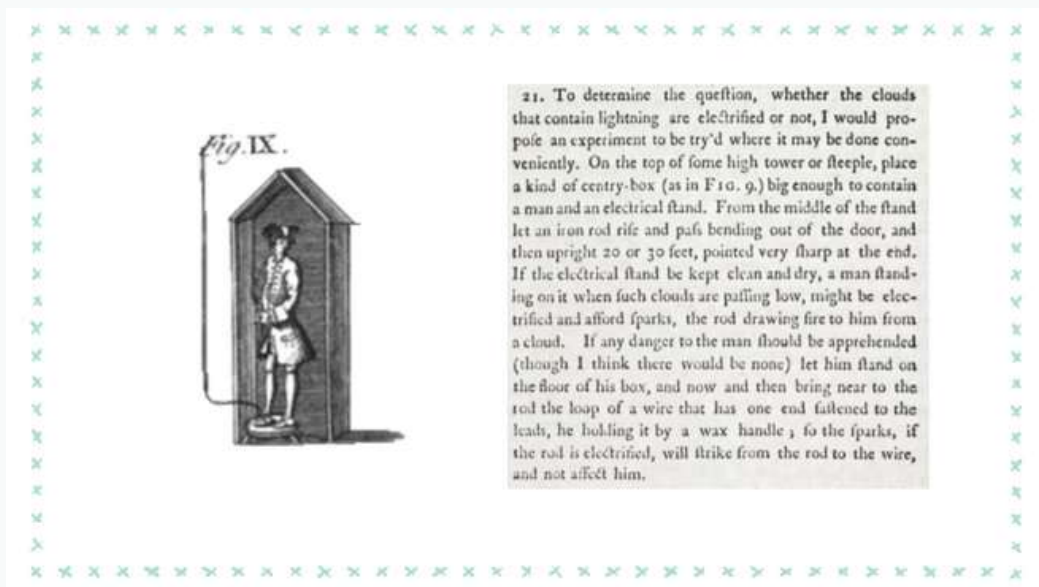 Fig. IX.
21. To determine the queſtion, whether the clouds
that contain lightning are electrified or not, I would pro-
poſe an experiment to be try'd where it may be done con-
veniently. On the top of ſome high tower or ſteeple, place
a kind of centry-box (as in FIG. 9.) big enough to contain
a man and an electrical ſtand. From the middle of the ſtand
let an iron rod riſe and paſs bending out of the door, and
then upright 20 or 30 feet, pointed very ſharp at the end.
If the electrical ſtand be kept clean and dry, a man ſtand-
ing on it when ſuch clouds are paſſing low, might be elec-
trified and afford ſparks, the rod drawing fire to him from
a cloud. If any danger to the man ſhould be apprehended
(though I think there would be none) let him ſtand on
the floor of his box, and now and then bring near to the
rod the loop of a wire that has one end faſtened to the
leads, he holding it by a wax handle; ſo the ſparks, if
the rod is electrified, will ſtrike from the rod to the wire,
and not affect him.